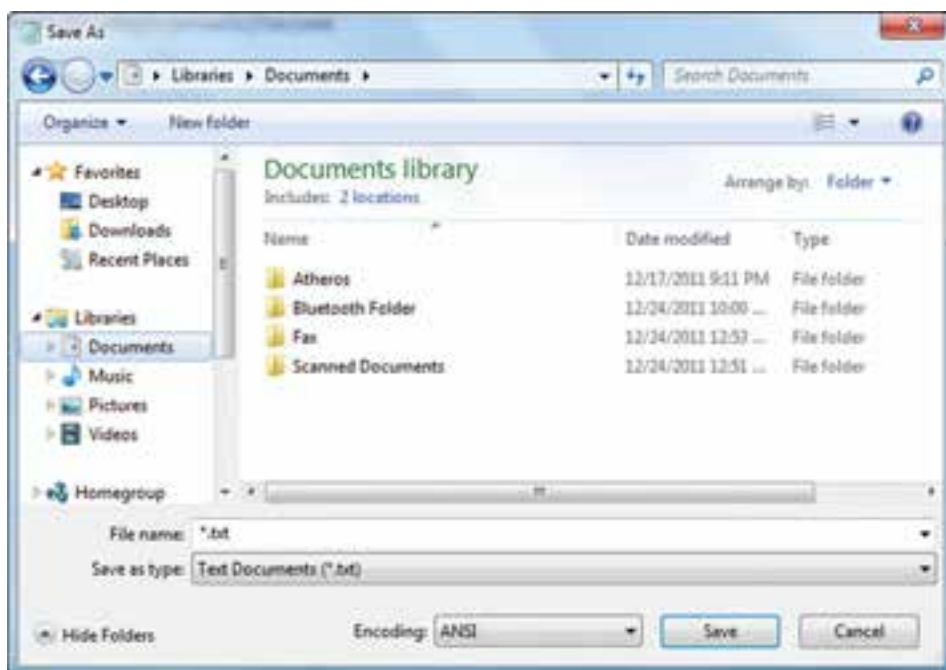 Save As
Libraries Documents
Search Documents
Organize New folder
Favorites
Desktop
Downloads
Recent Places
Libraries
Documents
Music
Pictures
Videos
Homegroup
Documents library
Includes: 2 locations
Arrange by: Folder
Name Date modified Type
Atheros 12/17/2011 9:11 PM File folder
Bluetooth Folder 12/24/2011 10:00 ... File folder
Fax 12/24/2011 12:53 ... File folder
Scanned Documents 12/24/2011 12:51 ... File folder
File name: *.txt
Save as type: Text Documents (*.txt)
Hide Folders
Encoding: ANSI
Save
Cancel